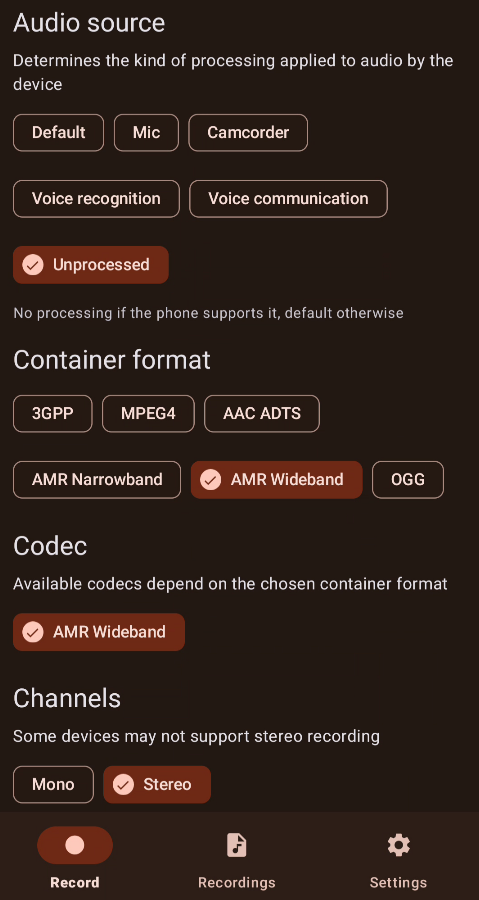 Audio source
Determines the kind of processing applied to audio by the
device
Default Mic Camcorder
Voice recognition Voice communication
Unprocessed
No processing if the phone supports it, default otherwise
Container format
3GPP MPEG4 AAC ADTS
AMR Narrowband AMR Wideband OGG
Codec
Available codecs depend on the chosen container format
AMR Wideband
Channels
Some devices may not support stereo recording
Mono Stereo
Record Recordings Settings